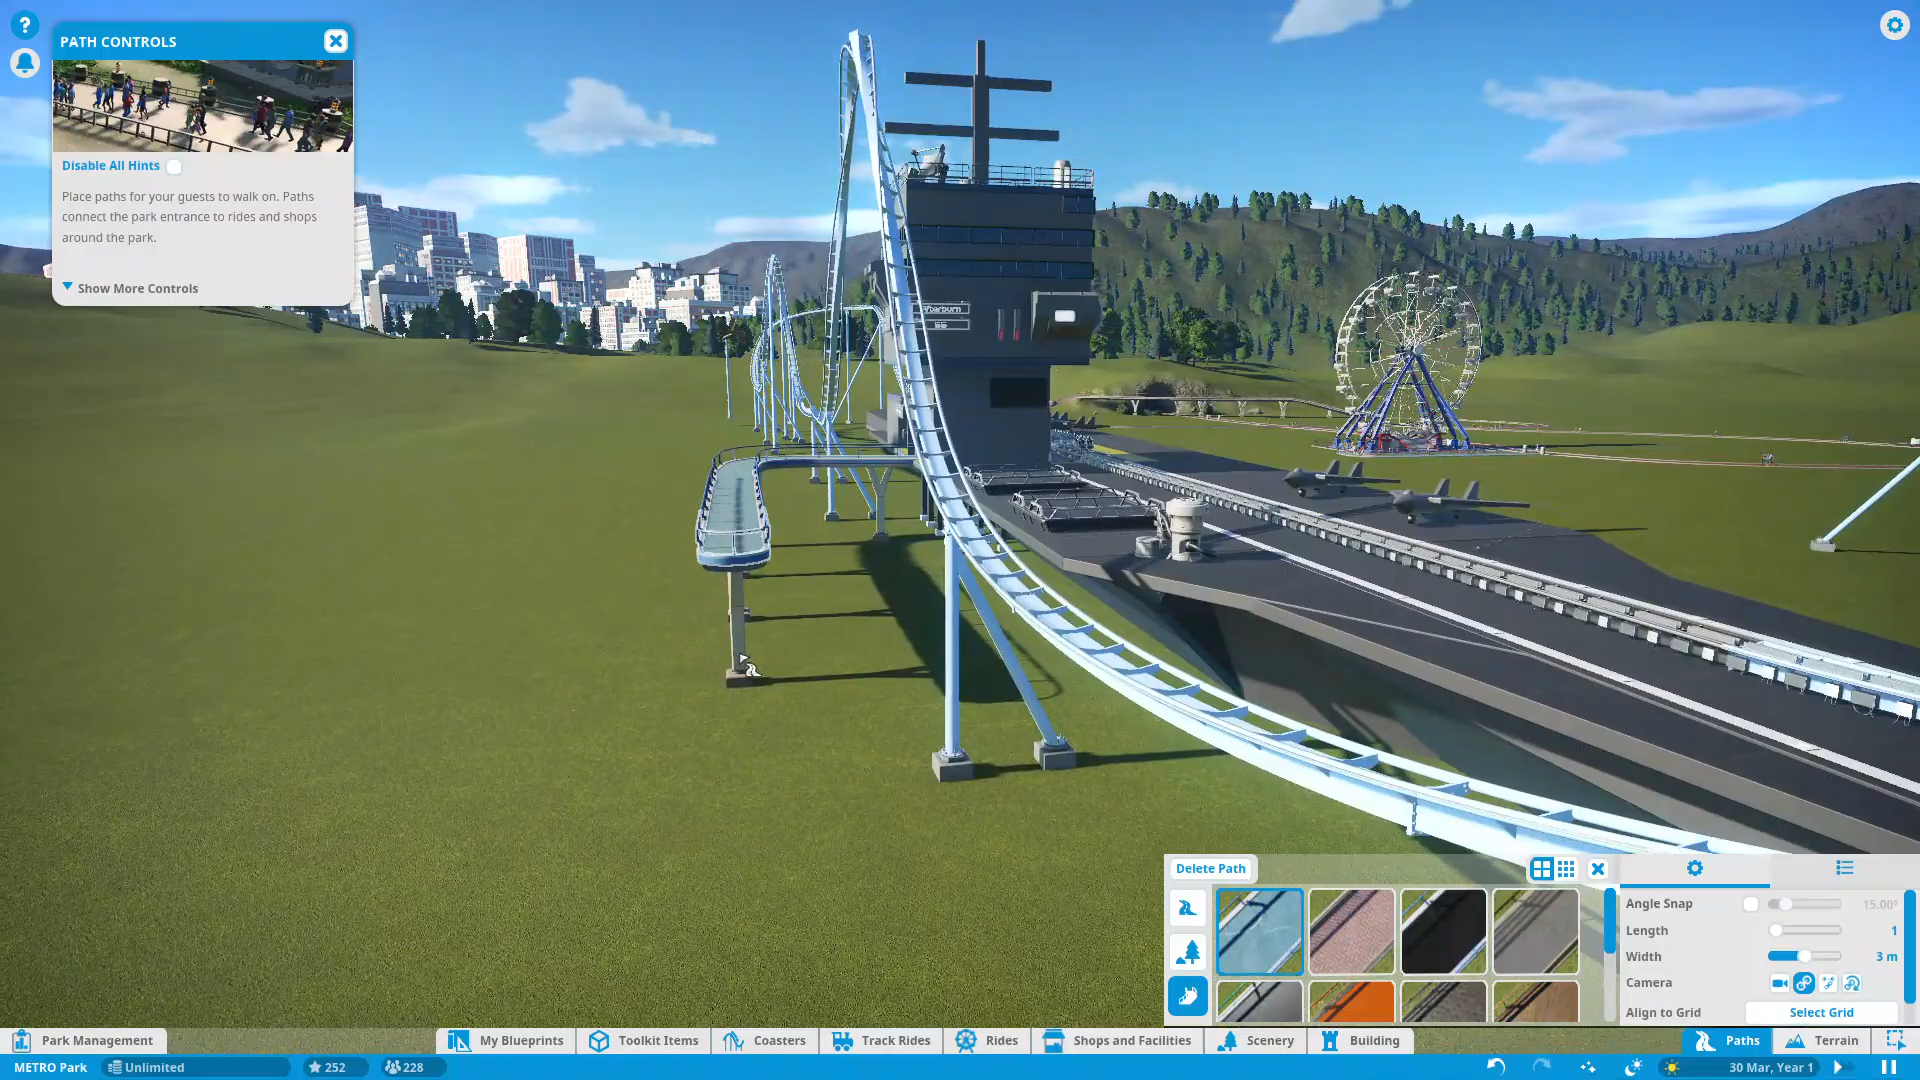 ?
PATH CONTROLS
Disable All Hints
Place paths for your guests to walk on. Paths
connect the park entrance to rides and shops
around the park.
Show More Controls
Afterburn
Delete Path
Angle Snap
15.00°
Length
1
Width
3 m
Camera
Align to Grid
Select Grid
Park Management
My Blueprints
Toolkit Items
Coasters
Track Rides
Rides
Shops and Facilities
Scenery
Building
Paths
Terrain
METRO Park
Unlimited
252
228
30 Mar, Year 1